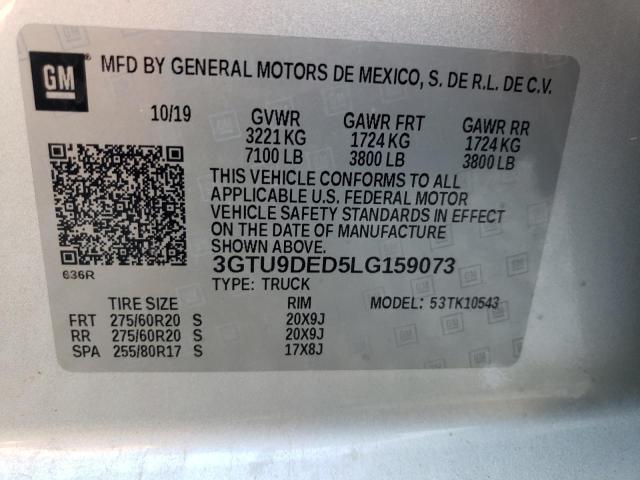 GM
MFD BY GENERAL MOTORS DE MEXICO, S. DE R.L. DE C.V.
10/19 GVWR GAWR FRT GAWR RR
3221 KG 1724 KG 1724 KG
7100 LB 3800 LB 3800 LB
THIS VEHICLE CONFORMS TO ALL
APPLICABLE U.S. FEDERAL MOTOR
VEHICLE SAFETY STANDARDS IN EFFECT
ON THE DATE OF MANUFACTURE
SHOWN ABOVE.
636R
3GTU9DED5LG159073
TYPE: TRUCK
TIRE SIZE RIM MODEL: 53TK10543
FRT 275/60R20 S 20X9J
RR 275/60R20 S 20X9J
SPA 255/80R17 S 17X8J